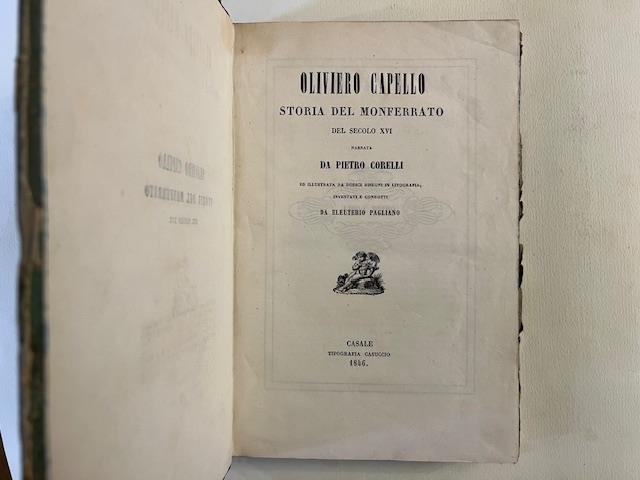 OLIVIERO CAPELLO
STORIA DEL MONFERRATO
DEL SECOLO XVI
NARRATA
DA PIETRO CORELLI
ED ILLUSTRATA DA DODICI DISEGNI IN LITOGRAFIA,
INVENTATI E CONDOTTI
DA ELEUTERIO PAGLIANO
CASALE
TIPOGRAFIA CASUCCIO
1846.